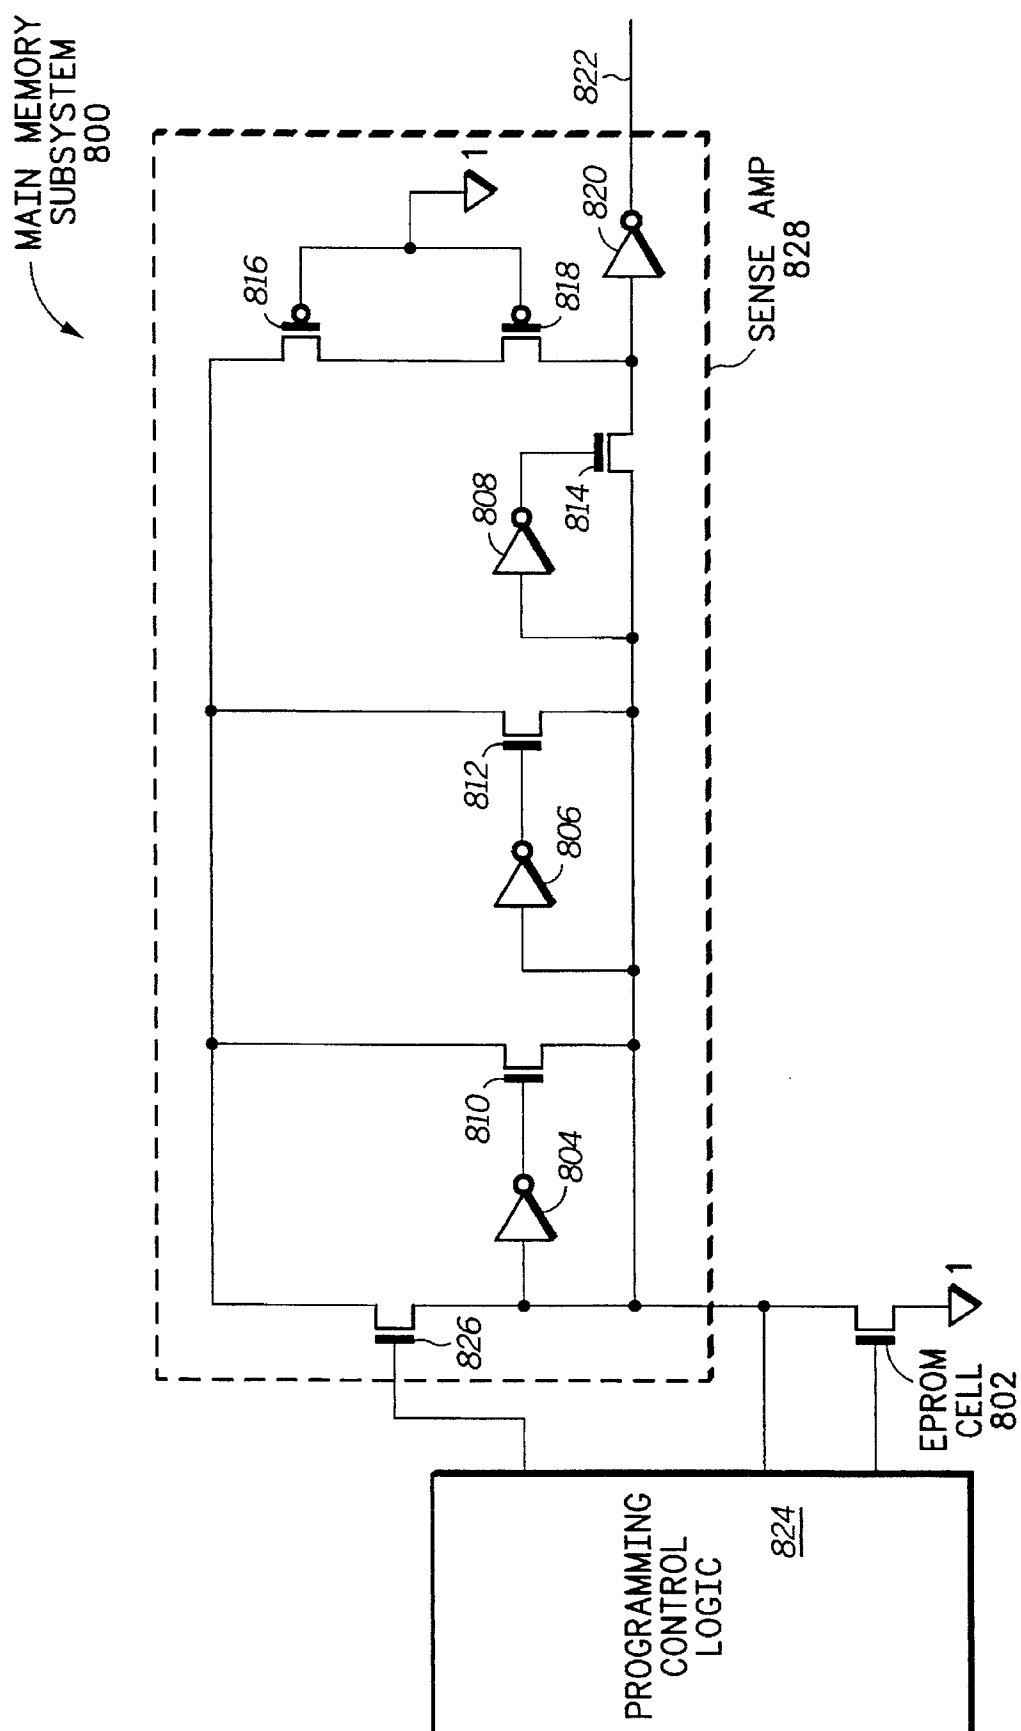 MAIN MEMORY
SUBSYSTEM
800
816
818
1
820
822
SENSE AMP
828
808
814
812
806
810
804
826
EPROM
CELL
802
1
PROGRAMMING
CONTROL
LOGIC
824